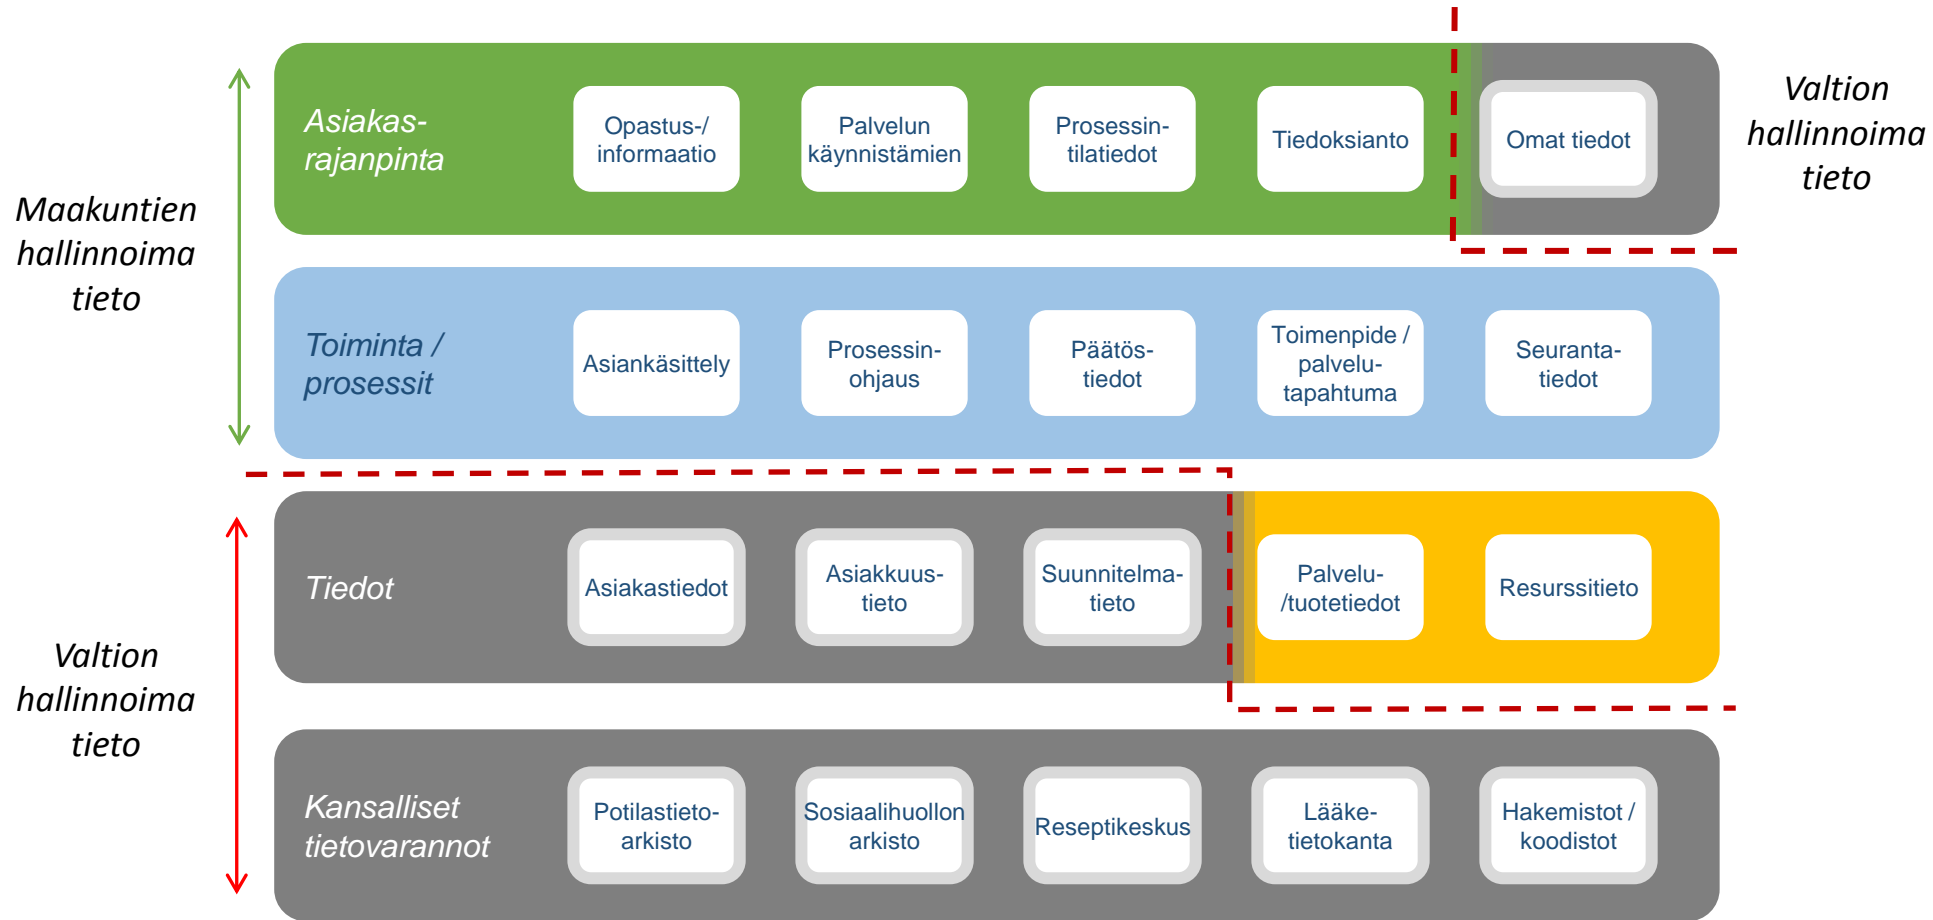 Asiakas-
rajanpinta
Opastus-/
informaatio
Palvelun
käynnistämien
Prosessin-
tilatiedot
Tiedoksianto
Omat tiedot
Valtion
hallinnoima
tieto
Maakuntien
hallinnoima
tieto
Toiminta /
prosessit
Asiankäsittely
Prosessin-
ohjaus
Päätös-
tiedot
Toimenpide /
palvelu-
tapahtuma
Seuranta-
tiedot
Tiedot
Asiakastiedot
Asiakkuus-
tieto
Suunnitelma-
tieto
Palvelu-
/tuotetiedot
Resurssitieto
Valtion
hallinnoima
tieto
Kansalliset
tietovarannot
Potilastieto-
arkisto
Sosiaalihuollon
arkisto
Reseptikeskus
Lääke-
tietokanta
Hakemistot /
koodistot